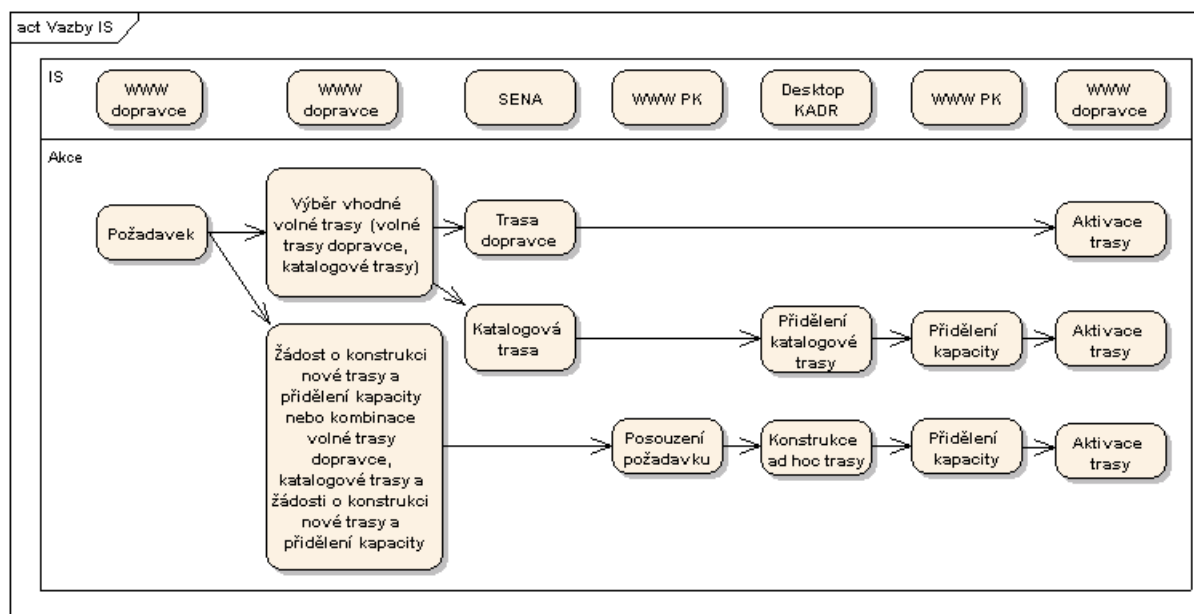 act Vazby IS
IS
WWW
dopravce
WWW
dopravce
SENA
WWW PK
Desktop
KADR
WWW PK
WWW
dopravce
Akce
Požadavek
Výběr vhodné
volné trasy (volné
trasy dopravce,
katalogové trasy)
Trasa
dopravce
Aktivace
trasy
Katalogová
trasa
Přidělení
katalogové
trasy
Přidělení
kapacity
Aktivace
trasy
Žádost o konstrukci
nové trasy a
přidělení kapacity
nebo kombinace
volné trasy
dopravce,
katalogové trasy a
žádosti o konstrukci
nové trasy a
přidělení kapacity
Posouzení
požadavku
Konstrukce
ad hoc trasy
Přidělení
kapacity
Aktivace
trasy